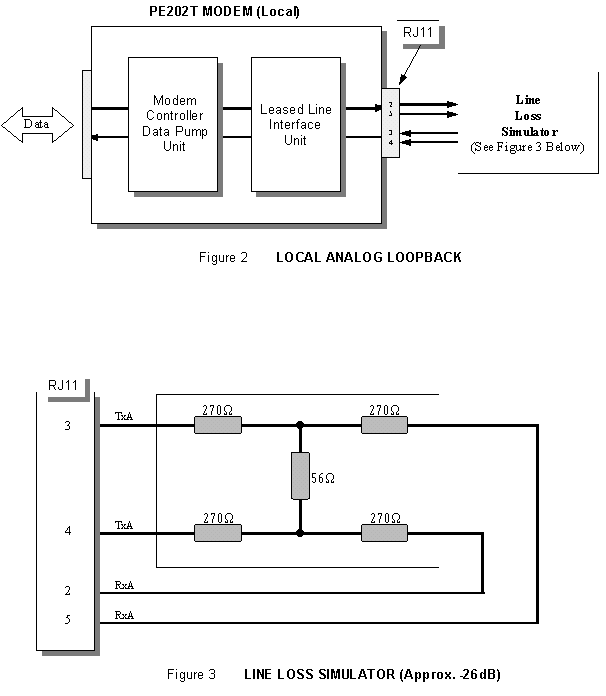 PE202T MODEM (Local)
RJ11
Data
Modem
Controller
Data Pump
Unit
Leased Line
Interface
Unit
2
5
3
4
Line
Loss
Simulator
(See Figure 3 Below)
Figure 2 LOCAL ANALOG LOOPBACK
RJ11
3 TxA 270Ω 270Ω
56Ω
4 TxA 270Ω 270Ω
2 RxA
5 RxA
Figure 3 LINE LOSS SIMULATOR (Approx. -26dB)